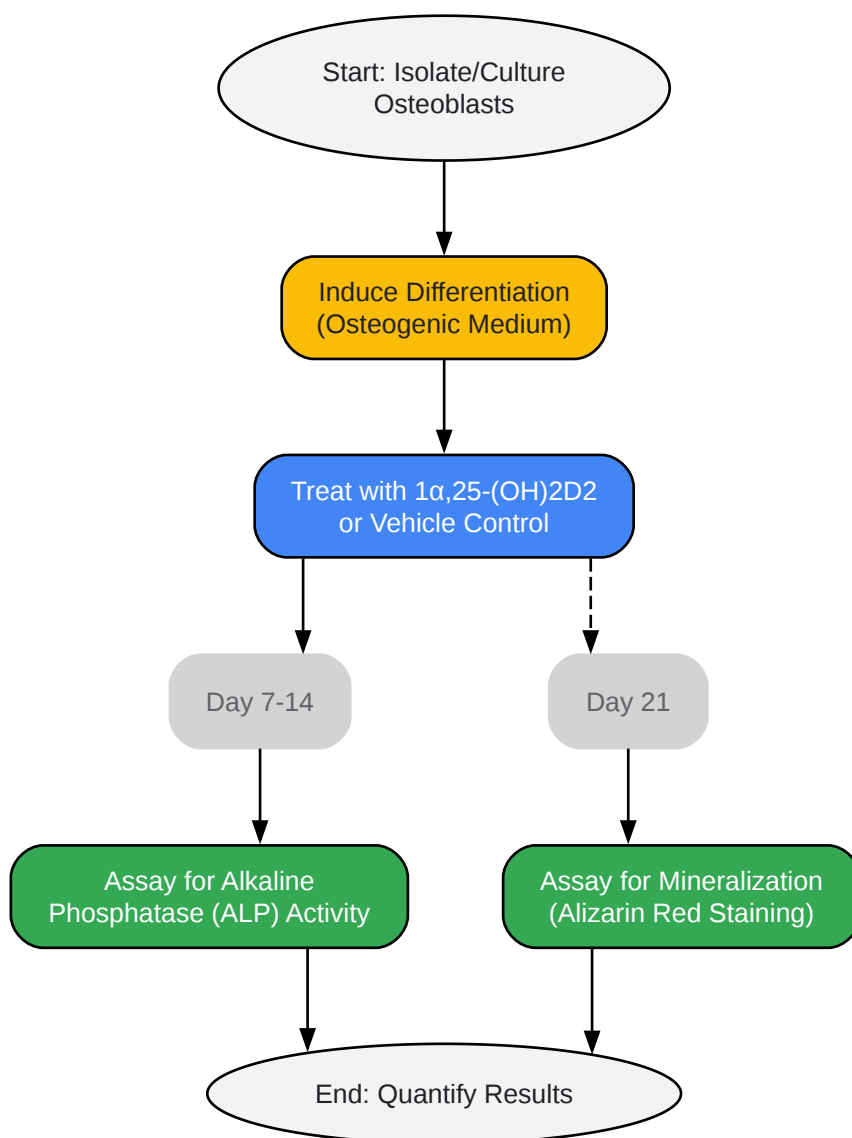 Start: Isolate/Culture
Osteoblasts
Induce Differentiation
(Osteogenic Medium)
Treat with 1α,25-(OH)2D2
or Vehicle Control
Day 7-14
Day 21
Assay for Alkaline
Phosphatase (ALP) Activity
Assay for Mineralization
(Alizarin Red Staining)
End: Quantify Results